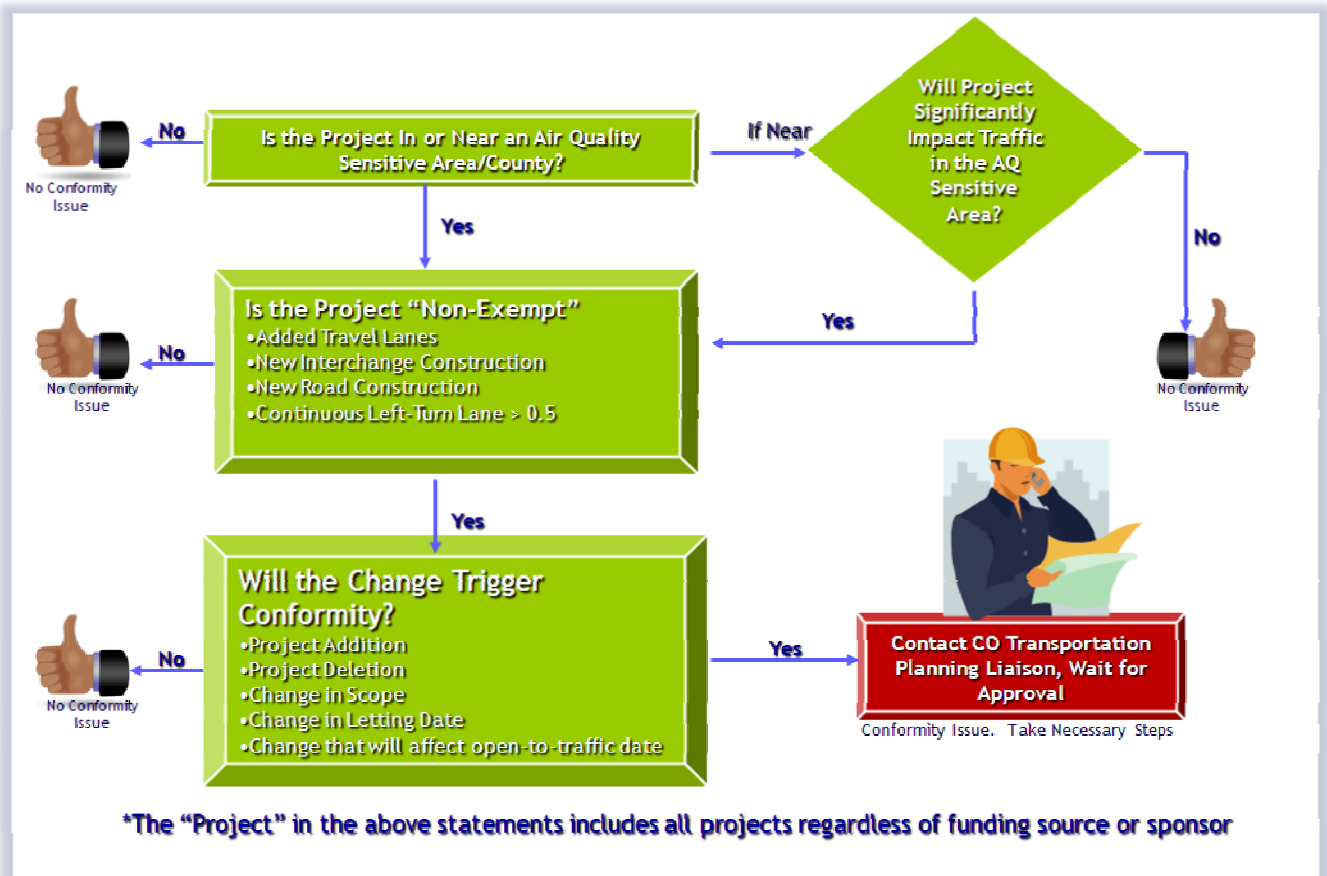 Will Project
Significantly
Impact Traffic
in the AQ
Sensitive
Area?
No
Is the Project In or Near an Air Quality
Sensitive Area/County?
If Near
No Conformity
Issue
Yes
No
Is the Project “Non-Exempt”
•Added Travel Lanes
•New Interchange Construction
•New Road Construction
•Continuous Left-Turn Lane > 0.5
Yes
No
No Conformity
Issue
No Conformity
Issue
Yes
Will the Change Trigger
Conformity?
•Project Addition
•Project Deletion
•Change in Scope
•Change in Letting Date
•Change that will affect open-to-traffic date
No
No Conformity
Issue
Yes
Contact CO Transportation
Planning Liaison, Wait for
Approval
Conformity Issue. Take Necessary Steps
*The “Project” in the above statements includes all projects regardless of funding source or sponsor